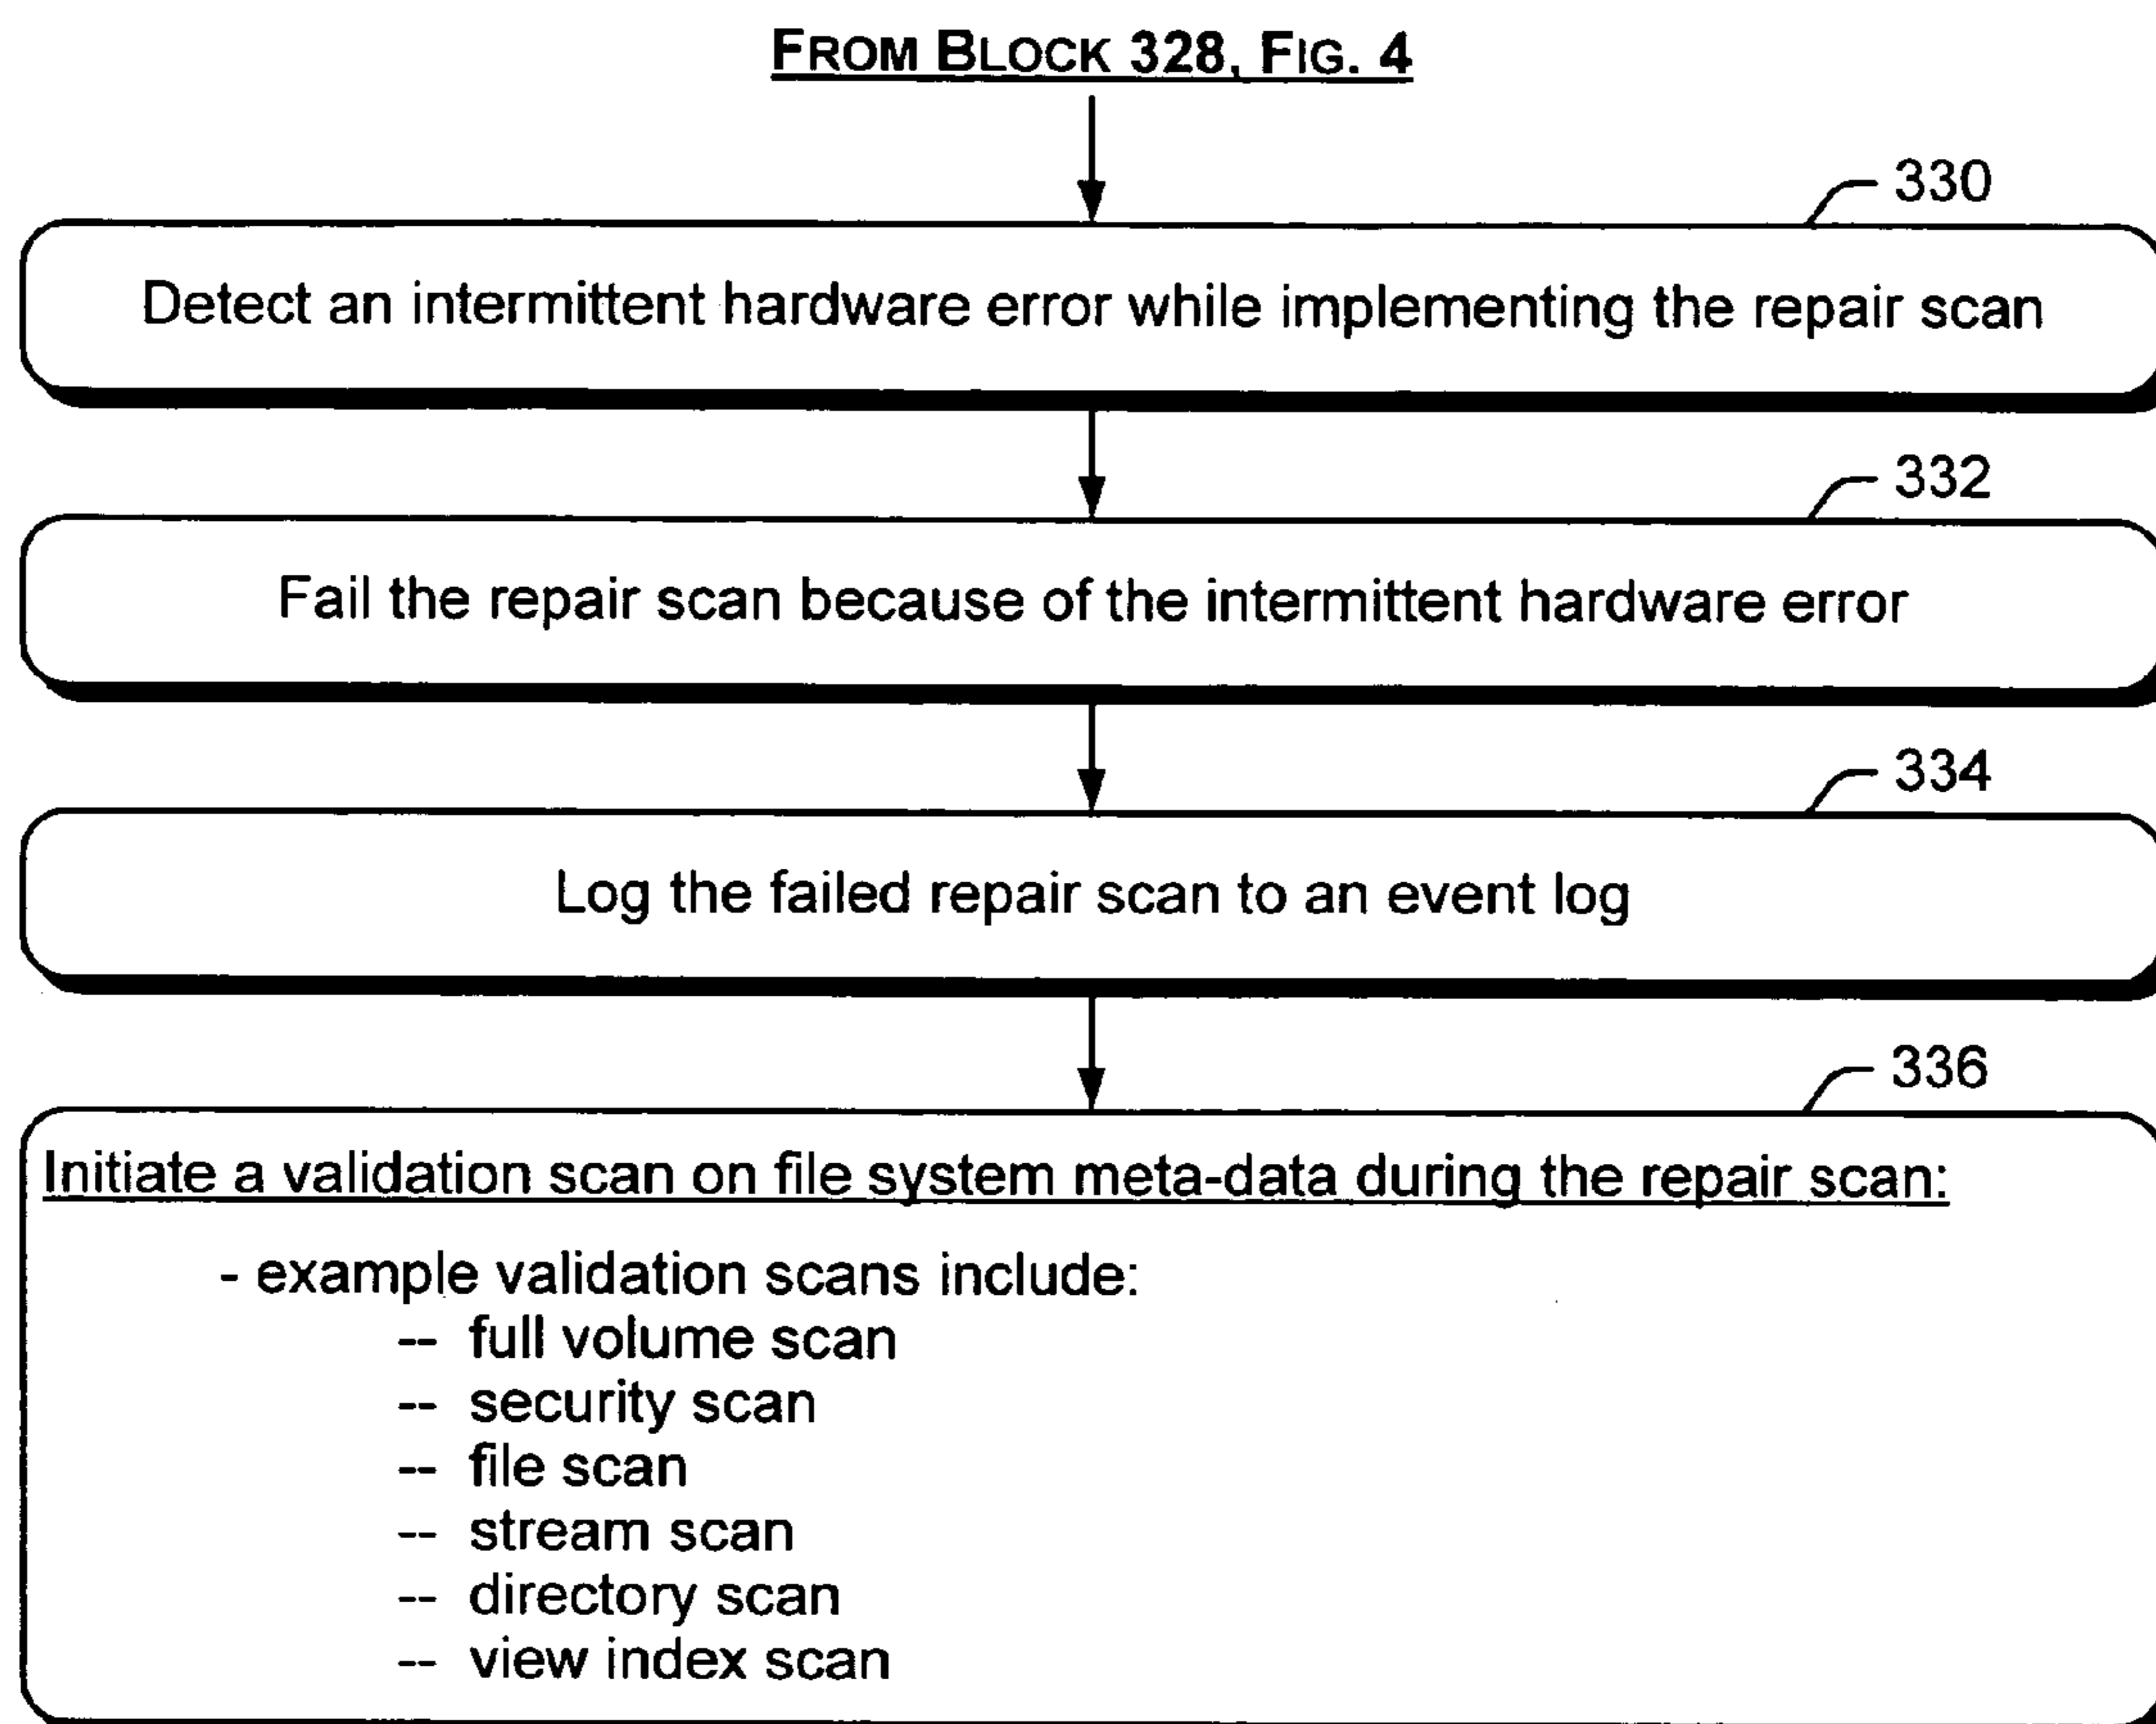 FROM BLOCK 328, FIG. 4
330
Detect an intermittent hardware error while implementing the repair scan
332
Fail the repair scan because of the intermittent hardware error
334
Log the failed repair scan to an event log
336
Initiate a validation scan on file system meta-data during the repair scan:
- example validation scans include:
-- full volume scan
-- security scan
-- file scan
-- stream scan
-- directory scan
-- view index scan